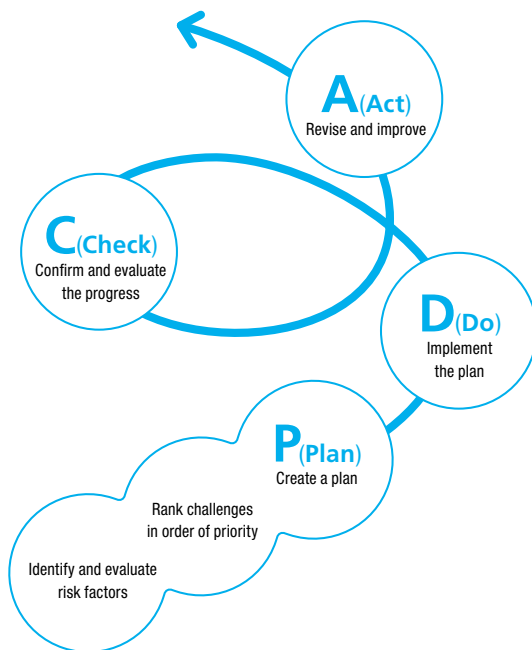 A(Act)
Revise and improve
C(Check)
Confirm and evaluate
the progress
D(Do)
Implement
the plan
P(Plan)
Create a plan
Rank challenges
in order of priority
Identify and evaluate
risk factors